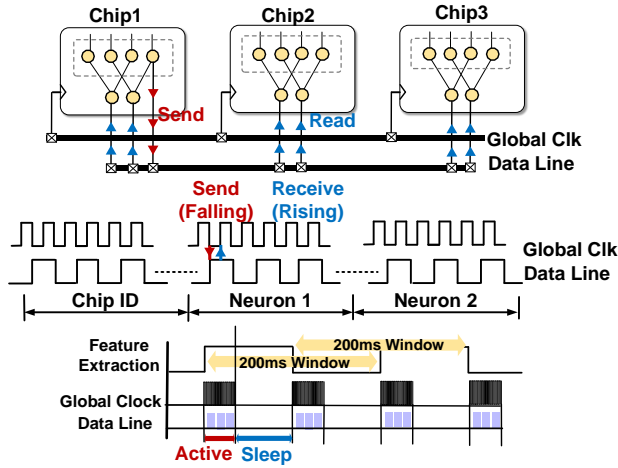 Chip1 Chip2 Chip3
Send Read
Global Clk
Data Line
Send Receive
(Falling) (Rising)
Global Clk
Data Line
Chip ID Neuron 1 Neuron 2
Feature 200ms Window
Extraction 200ms Window
Global Clock
Data Line
Active Sleep